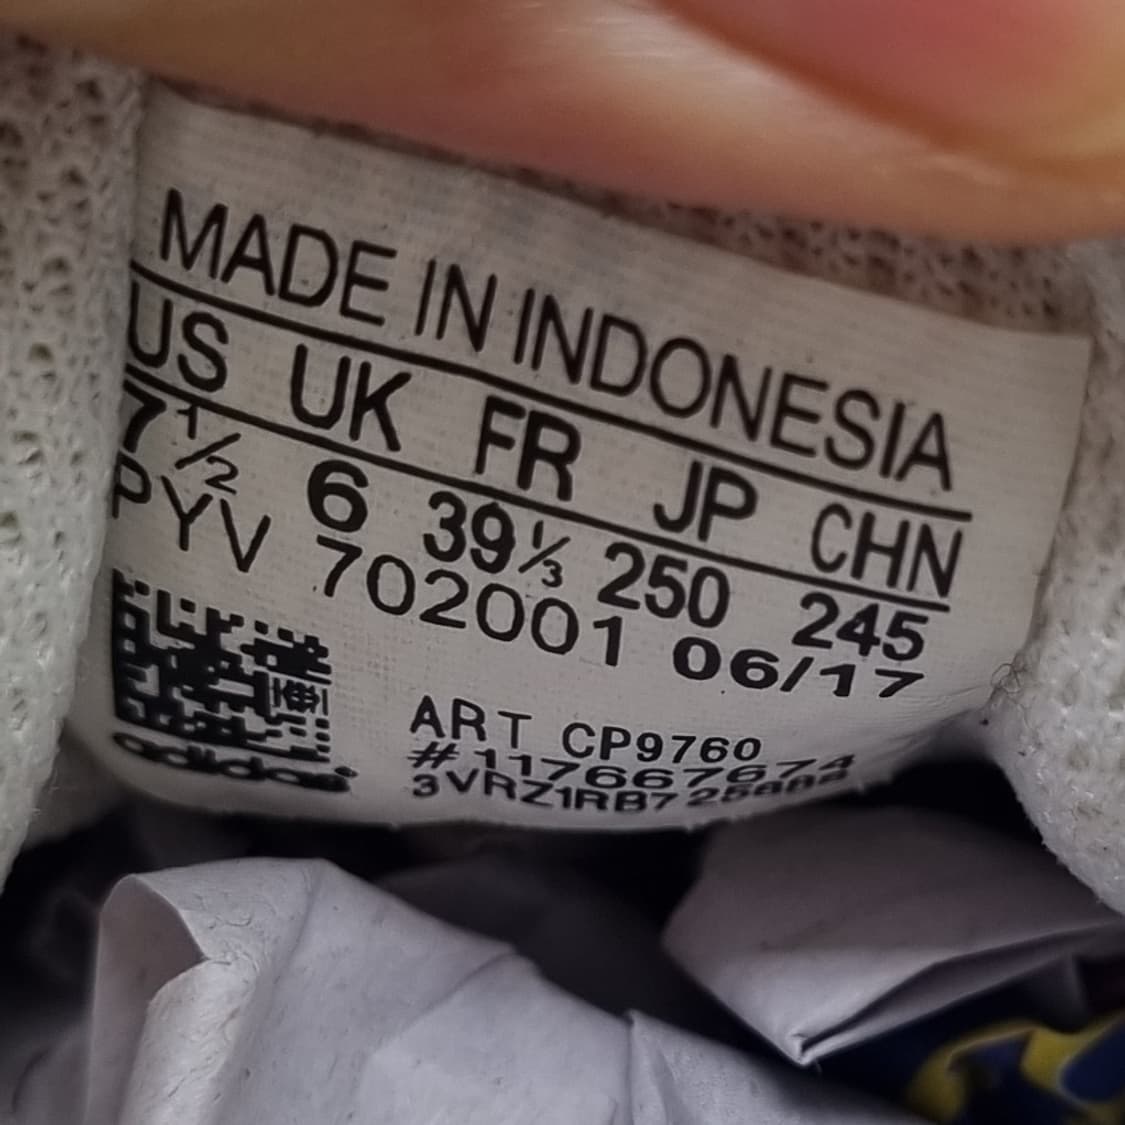 MADE IN INDONESIA
US UK FR JP CHN
7½ 6 39⅓ 250 245
PYV 702001 06/17
ART CP9760
#117667674
3VRZ1RB7
adidas